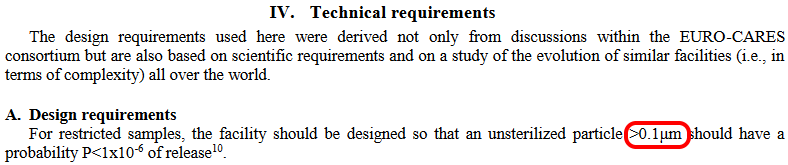 IV. Technical requirements
The design requirements used here were derived not only from discussions within the EURO-CARES
consortium but are also based on scientific requirements and on a study of the evolution of similar facilities (i.e., in
terms of complexity) all over the world.
A. Design requirements
For restricted samples, the facility should be designed so that an unsterilized particle >0.1μm should have a
probability P<1x10⁻⁶ of release¹⁰.